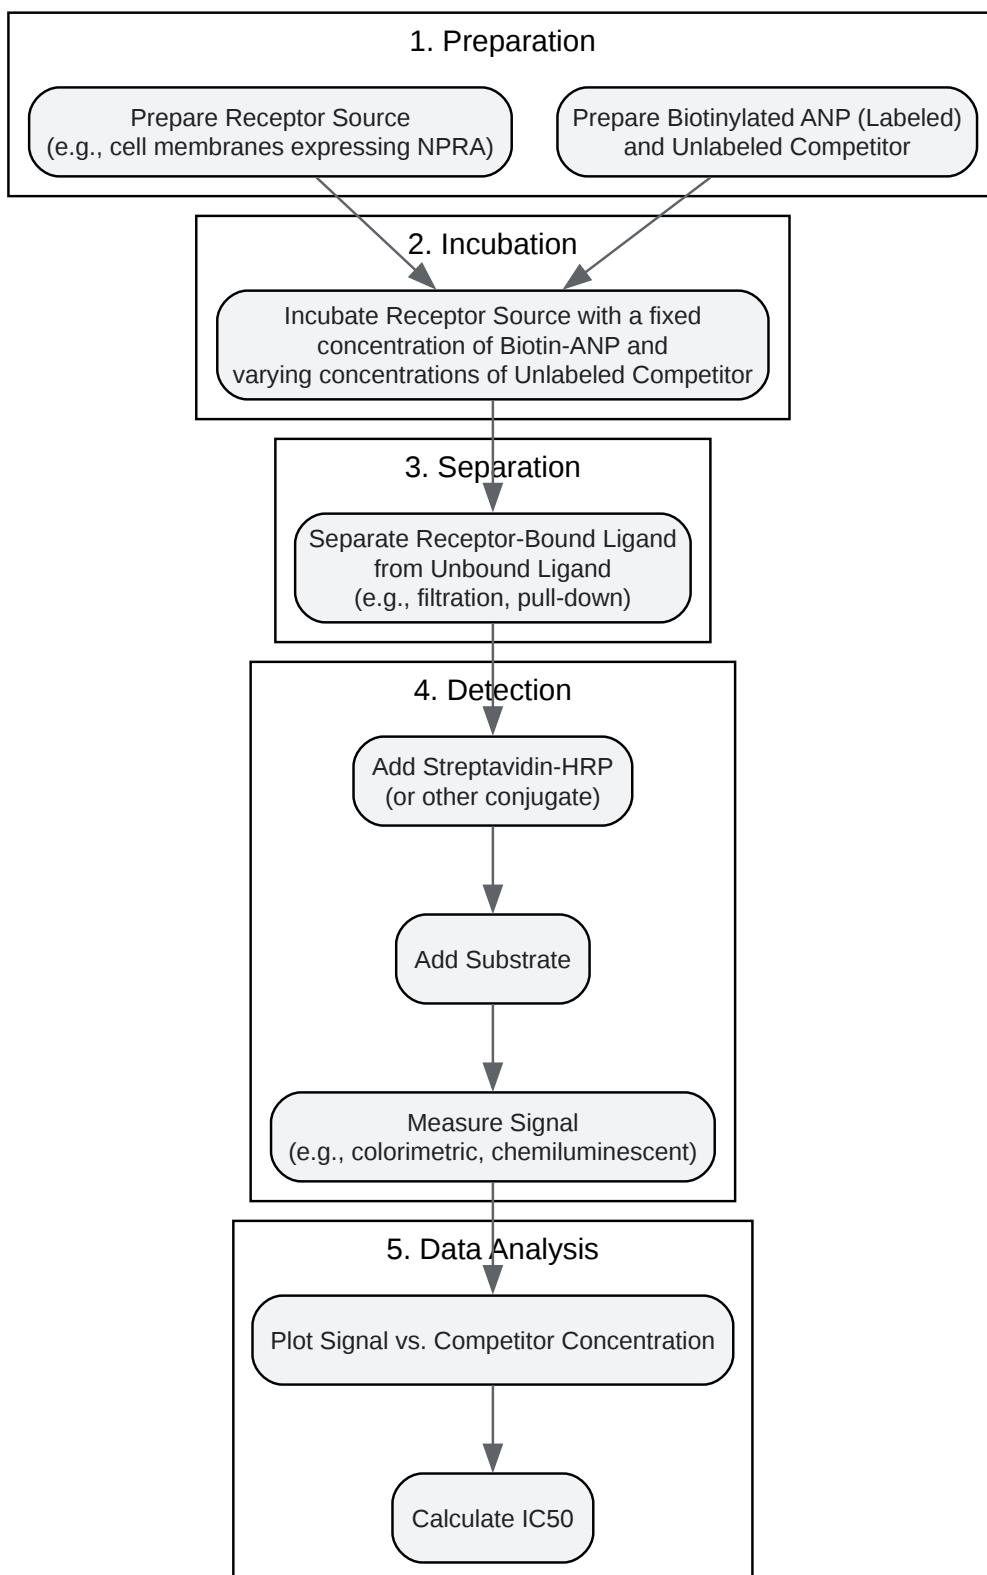 1. Preparation
Prepare Receptor Source
(e.g., cell membranes expressing NPRA)
Prepare Biotinylated ANP (Labeled)
and Unlabeled Competitor
2. Incubation
Incubate Receptor Source with a fixed
concentration of Biotin-ANP and
varying concentrations of Unlabeled Competitor
3. Separation
Separate Receptor-Bound Ligand
from Unbound Ligand
(e.g., filtration, pull-down)
4. Detection
Add Streptavidin-HRP
(or other conjugate)
Add Substrate
Measure Signal
(e.g., colorimetric, chemiluminescent)
5. Data Analysis
Plot Signal vs. Competitor Concentration
Calculate IC50